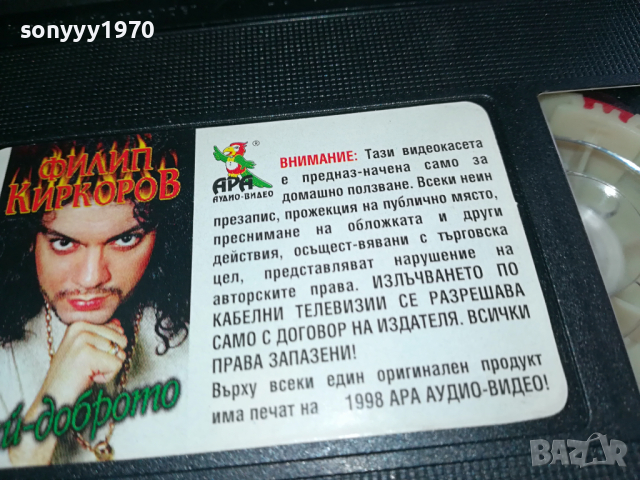 sonyyy1970
ФИЛИП
КИРКОРОВ
й-доброто
АРА
АУДИО-ВИДЕО
®
ВНИМАНИЕ: Тази видеокасета
е предназ-начена само за
домашно ползване. Всеки неин
презапис, прожекция на публично място,
преснимане на обложката и други
действия, осъщест-вявани с търговска
цел, представляват нарушение на
авторските права. ИЗЛЪЧВАНЕТО ПО
КАБЕЛНИ ТЕЛЕВИЗИИ СЕ РАЗРЕШАВА
САМО С ДОГОВОР НА ИЗДАТЕЛЯ. ВСИЧКИ
ПРАВА ЗАПАЗЕНИ!
Върху всеки един оригинален продукт
има печат на 1998 АРА АУДИО-ВИДЕО!
BAZAR